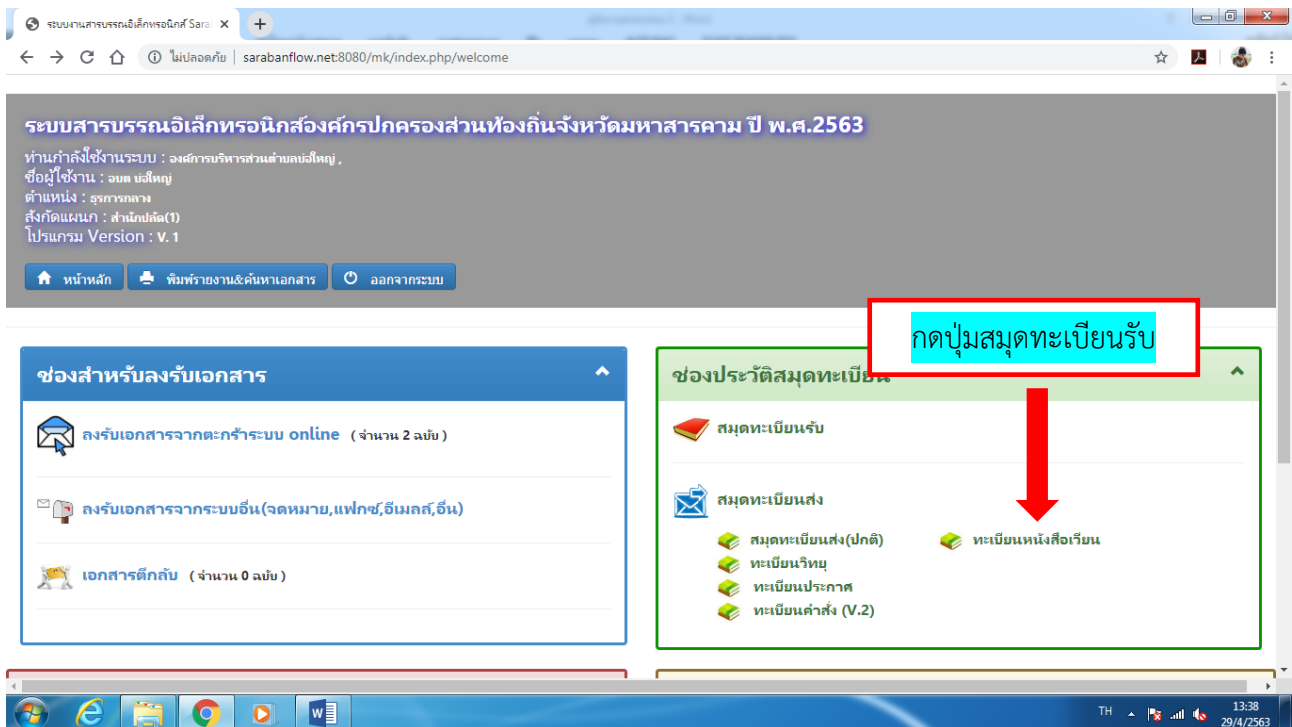 ระบบงานสารบรรณอิเล็กทรอนิกส์ Sara
ไม่ปลอดภัย | sarabanflow.net:8080/mk/index.php/welcome
ระบบสารบรรณอิเล็กทรอนิกส์องค์กรปกครองส่วนท้องถิ่นจังหวัดมหาสารคาม ปี พ.ศ.2563
ท่านกำลังใช้งานระบบ : องค์การบริหารส่วนตำบลบ่อใหญ่ ,
ชื่อผู้ใช้งาน : อบต บ่อใหญ่
ตำแหน่ง : ธุรการกลาง
สังกัดแผนก : สำนักปลัด(1)
โปรแกรม Version : V. 1
หน้าหลัก พิมพ์รายงาน&ค้นหาเอกสาร ออกจากระบบ
กดปุ่มสมุดทะเบียนรับ
ช่องสำหรับลงรับเอกสาร
ลงรับเอกสารจากตะกร้าระบบ online ( จำนวน 2 ฉบับ )
ลงรับเอกสารจากระบบอื่น(จดหมาย,แฟกซ์,อีเมลล์,อื่น)
เอกสารตีกลับ ( จำนวน 0 ฉบับ )
ช่องประวัติสมุดทะเบียน
สมุดทะเบียนรับ
สมุดทะเบียนส่ง
สมุดทะเบียนส่ง(ปกติ) ทะเบียนหนังสือเวียน
ทะเบียนวิทยุ
ทะเบียนประกาศ
ทะเบียนคำสั่ง (V.2)
TH 13:38
29/4/2563